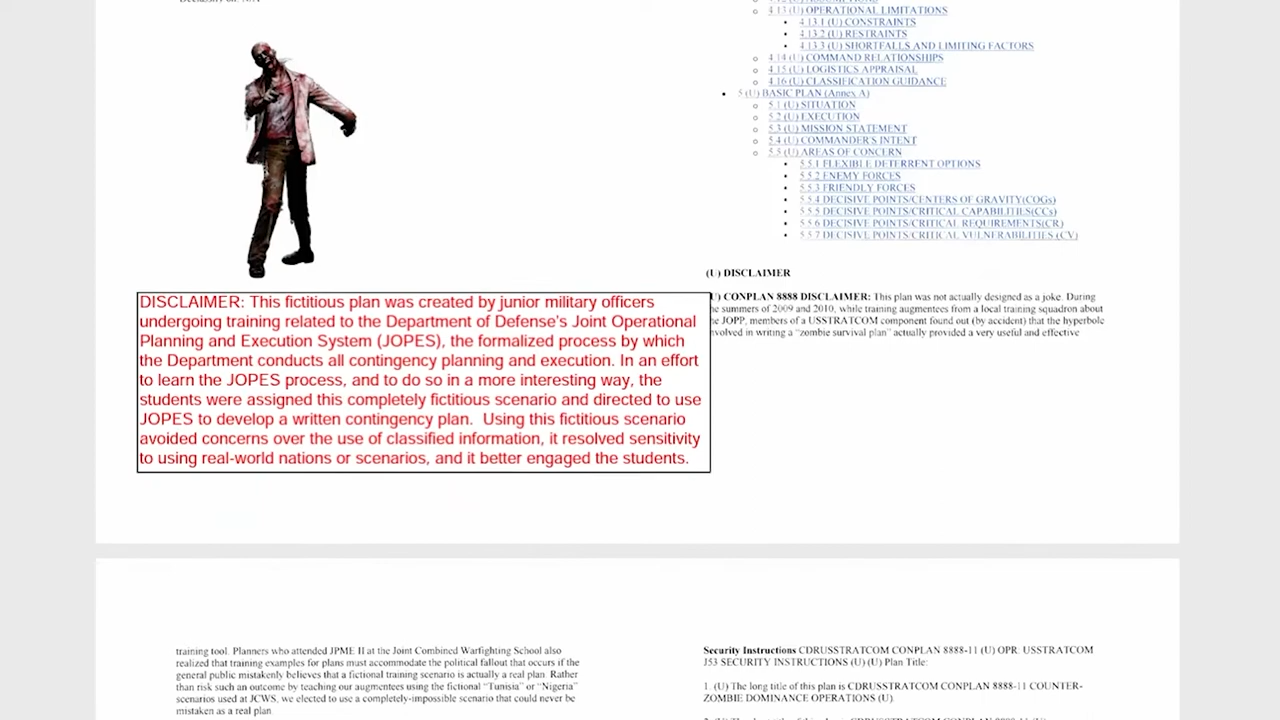 4.13 (U) OPERATIONAL LIMITATIONS
4.13.1 (U) CONSTRAINTS
4.13.2 (U) RESTRAINTS
4.13.3 (U) SHORTFALLS AND LIMITING FACTORS
4.14 (U) COMMAND RELATIONSHIPS
4.15 (U) LOGISTICS APPRAISAL
4.16 (U) CLASSIFICATION GUIDANCE
5 (U) BASIC PLAN (Annex A)
5.1 (U) SITUATION
5.2 (U) EXECUTION
5.3 (U) MISSION STATEMENT
5.4 (U) COMMANDER'S INTENT
5.5 (U) AREAS OF CONCERN
5.5.1 FLEXIBLE DETERRENT OPTIONS
5.5.2 ENEMY FORCES
5.5.3 FRIENDLY FORCES
5.5.4 DECISIVE POINTS/CENTERS OF GRAVITY(COGs)
5.5.5 DECISIVE POINTS/CRITICAL CAPABILITIES(CCs)
5.5.6 DECISIVE POINTS/CRITICAL REQUIREMENTS(CR)
5.5.7 DECISIVE POINTS/CRITICAL VULNERABILITIES (CV)
DISCLAIMER: This fictitious plan was created by junior military officers
undergoing training related to the Department of Defense's Joint Operational
Planning and Execution System (JOPES), the formalized process by which
the Department conducts all contingency planning and execution. In an effort
to learn the JOPES process, and to do so in a more interesting way, the
students were assigned this completely fictitious scenario and directed to use
JOPES to develop a written contingency plan. Using this fictitious scenario
avoided concerns over the use of classified information, it resolved sensitivity
to using real-world nations or scenarios, and it better engaged the students.
(U) DISCLAIMER
U) CONPLAN 8888 DISCLAIMER: This plan was not actually designed as a joke. During
he summers of 2009 and 2010, while training augmentees from a local training squadron about
he JOPP, members of a USSTRATCOM component found out (by accident) that the hyperbole
nvolved in writing a "zombie survival plan" actually provided a very useful and effective
training tool. Planners who attended JPME II at the Joint Combined Warfighting School also
realized that training examples for plans must accommodate the political fallout that occurs if the
general public mistakenly believes that a fictional training scenario is actually a real plan. Rather
than risk such an outcome by teaching our augmentees using the fictional "Tunisia" or "Nigeria"
scenarios used at JCWS, we elected to use a completely-impossible scenario that could never be
mistaken as a real plan.
Security Instructions CDRUSSTRATCOM CONPLAN 8888-11 (U) OPR: USSTRATCOM
J53 SECURITY INSTRUCTIONS (U) (U) Plan Title:
1. (U) The long title of this plan is CDRUSSTRATCOM CONPLAN 8888-11 COUNTER-
ZOMBIE DOMINANCE OPERATIONS (U)